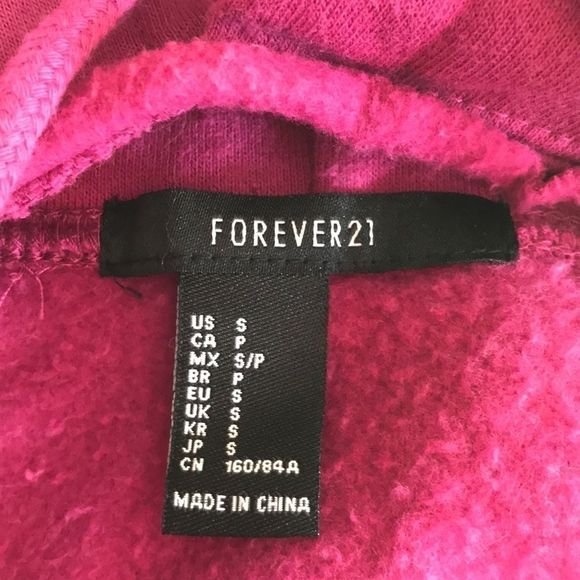 FOREVER21
US S
CA P
MX S/P
BR P
EU S
UK S
KR S
JP S
CN 160/84A
MADE IN CHINA